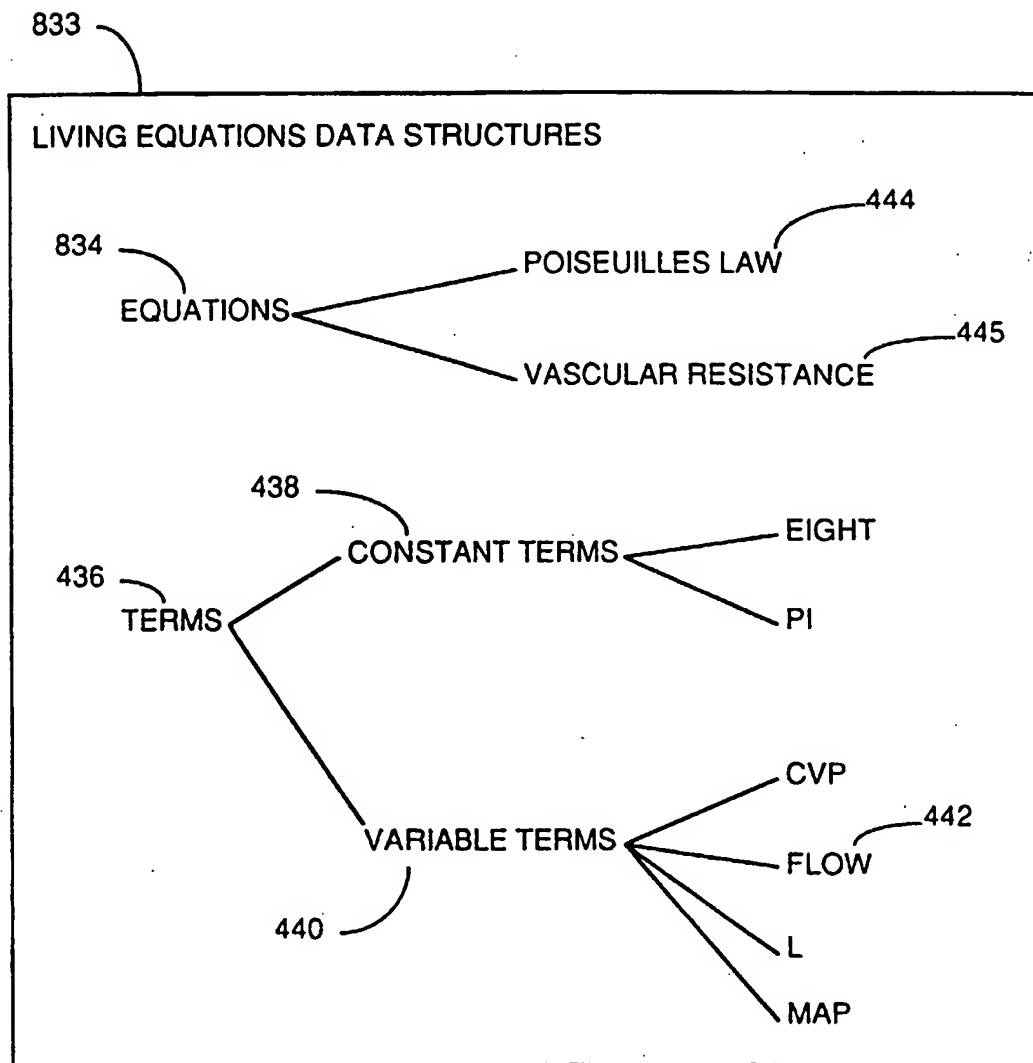 833
LIVING EQUATIONS DATA STRUCTURES
444
834
POISEUILLES LAW
EQUATIONS
445
VASCULAR RESISTANCE
438
EIGHT
CONSTANT TERMS
436
TERMS
PI
CVP
442
VARIABLE TERMS
FLOW
440
L
MAP